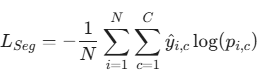 $L_{Seg} = -\frac{1}{N} \sum_{i=1}^{N} \sum_{c=1}^{C} \hat{y}_{i,c} \log(p_{i,c})$